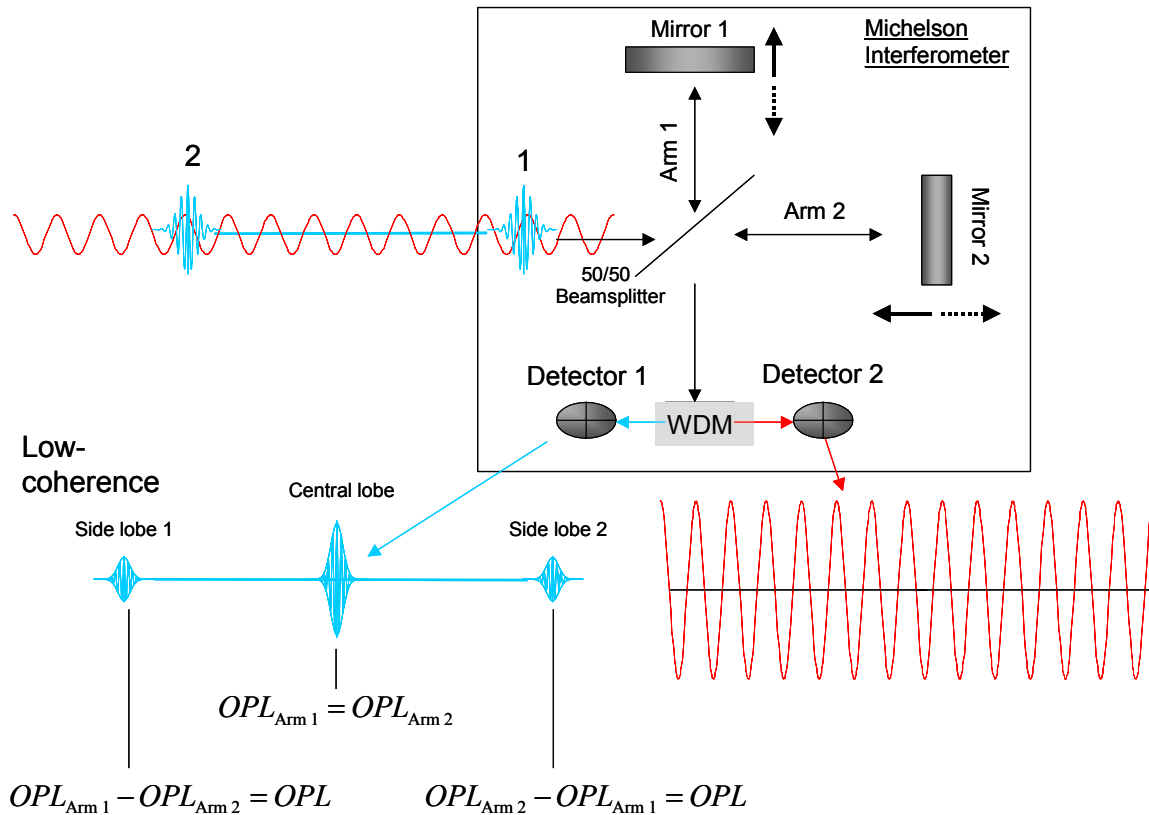 Mirror 1
Michelson
Interferometer
Arm 1
2
1
Arm 2
Mirror 2
50/50
Beamsplitter
Detector 1
Detector 2
WDM
Low-
coherence
Central lobe
Side lobe 1
Side lobe 2
OPL_Arm 1 = OPL_Arm 2
OPL_Arm 1 − OPL_Arm 2 = OPL
OPL_Arm 2 − OPL_Arm 1 = OPL